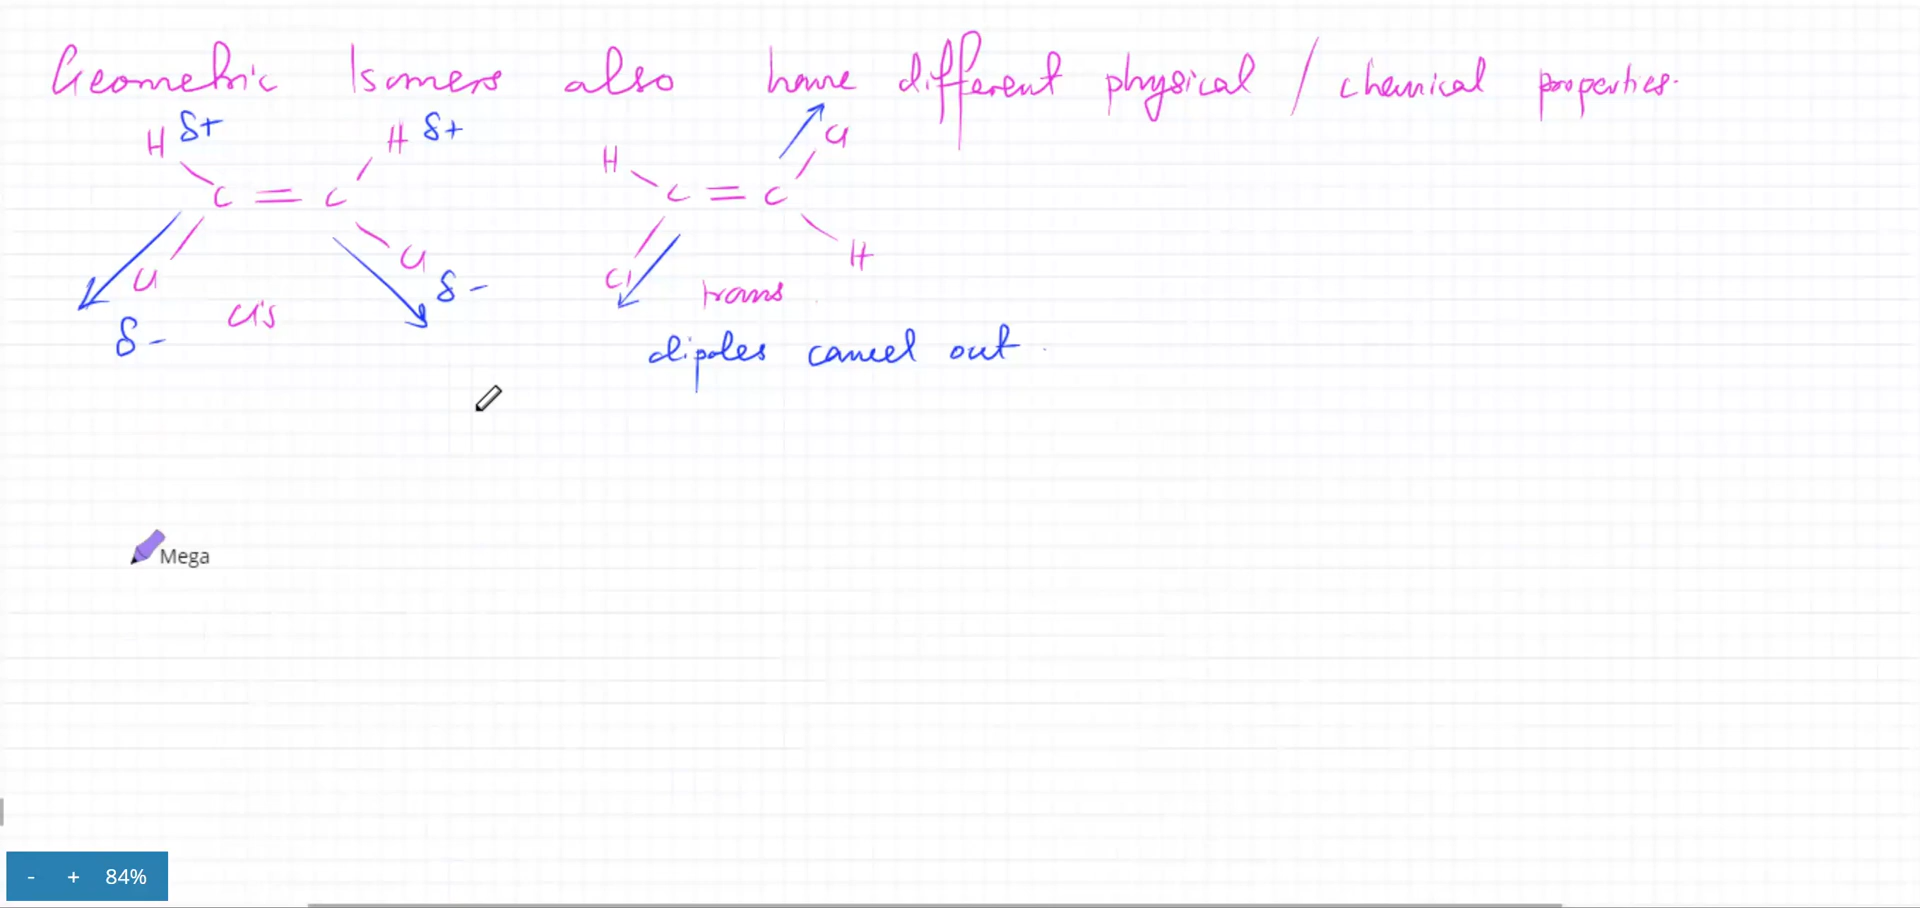 Geometric Isomers also have different physical / chemical properties.
H δ+ H δ+
C = C
Cl Cl
δ- δ-
cis
H Cl
C = C
Cl H
trans
dipoles cancel out.
Mega
- + 84%